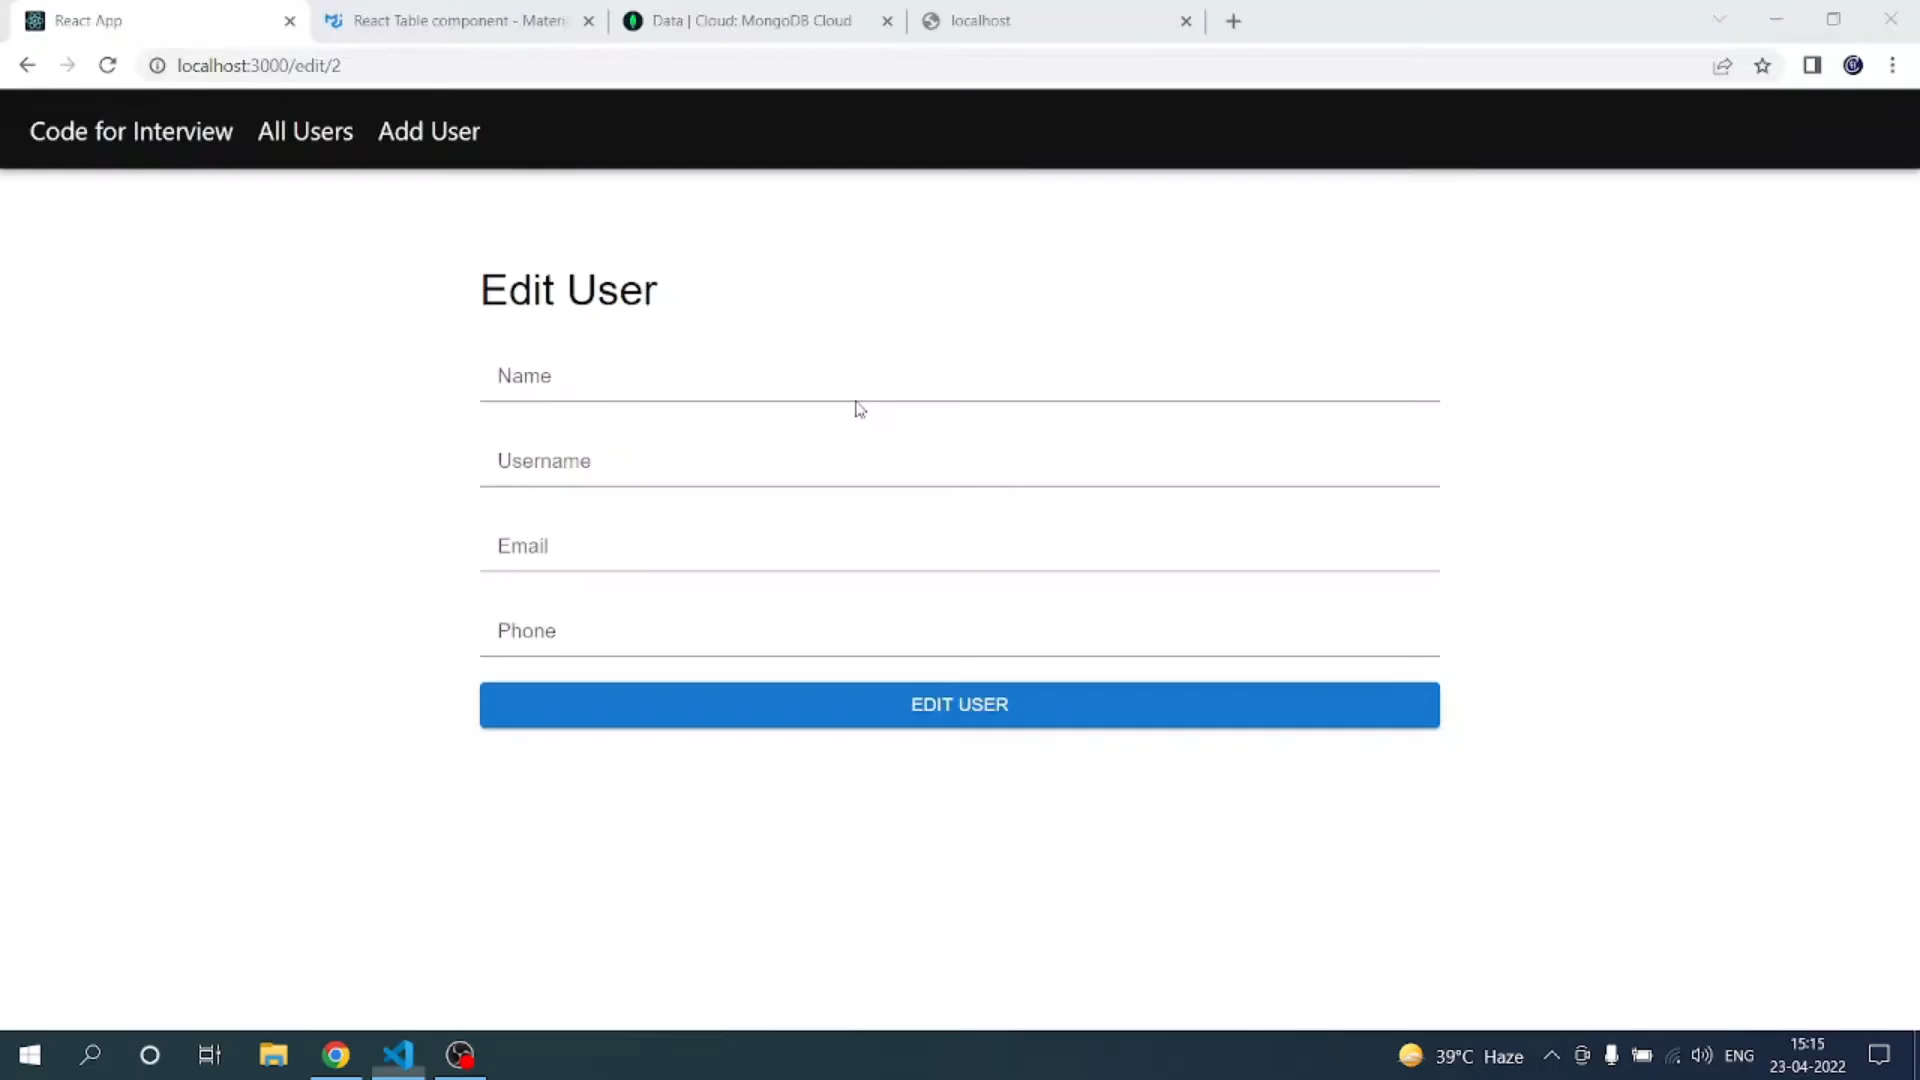 React App
React Table component - Materi
Data | Cloud: MongoDB Cloud
localhost
localhost:3000/edit/2
Code for Interview
All Users
Add User
Edit User
Name
Username
Email
Phone
EDIT USER
39°C Haze
ENG
15:15
23-04-2022